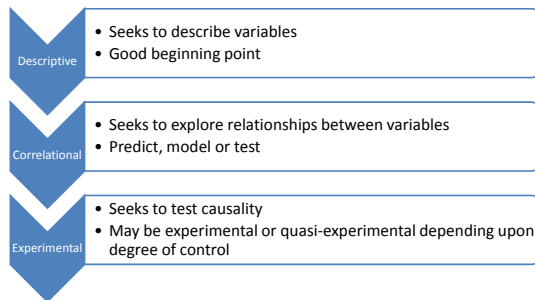 Descriptive
• Seeks to describe variables
• Good beginning point
Correlational
• Seeks to explore relationships between variables
• Predict, model or test
Experimental
• Seeks to test causality
• May be experimental or quasi-experimental depending upon
degree of control